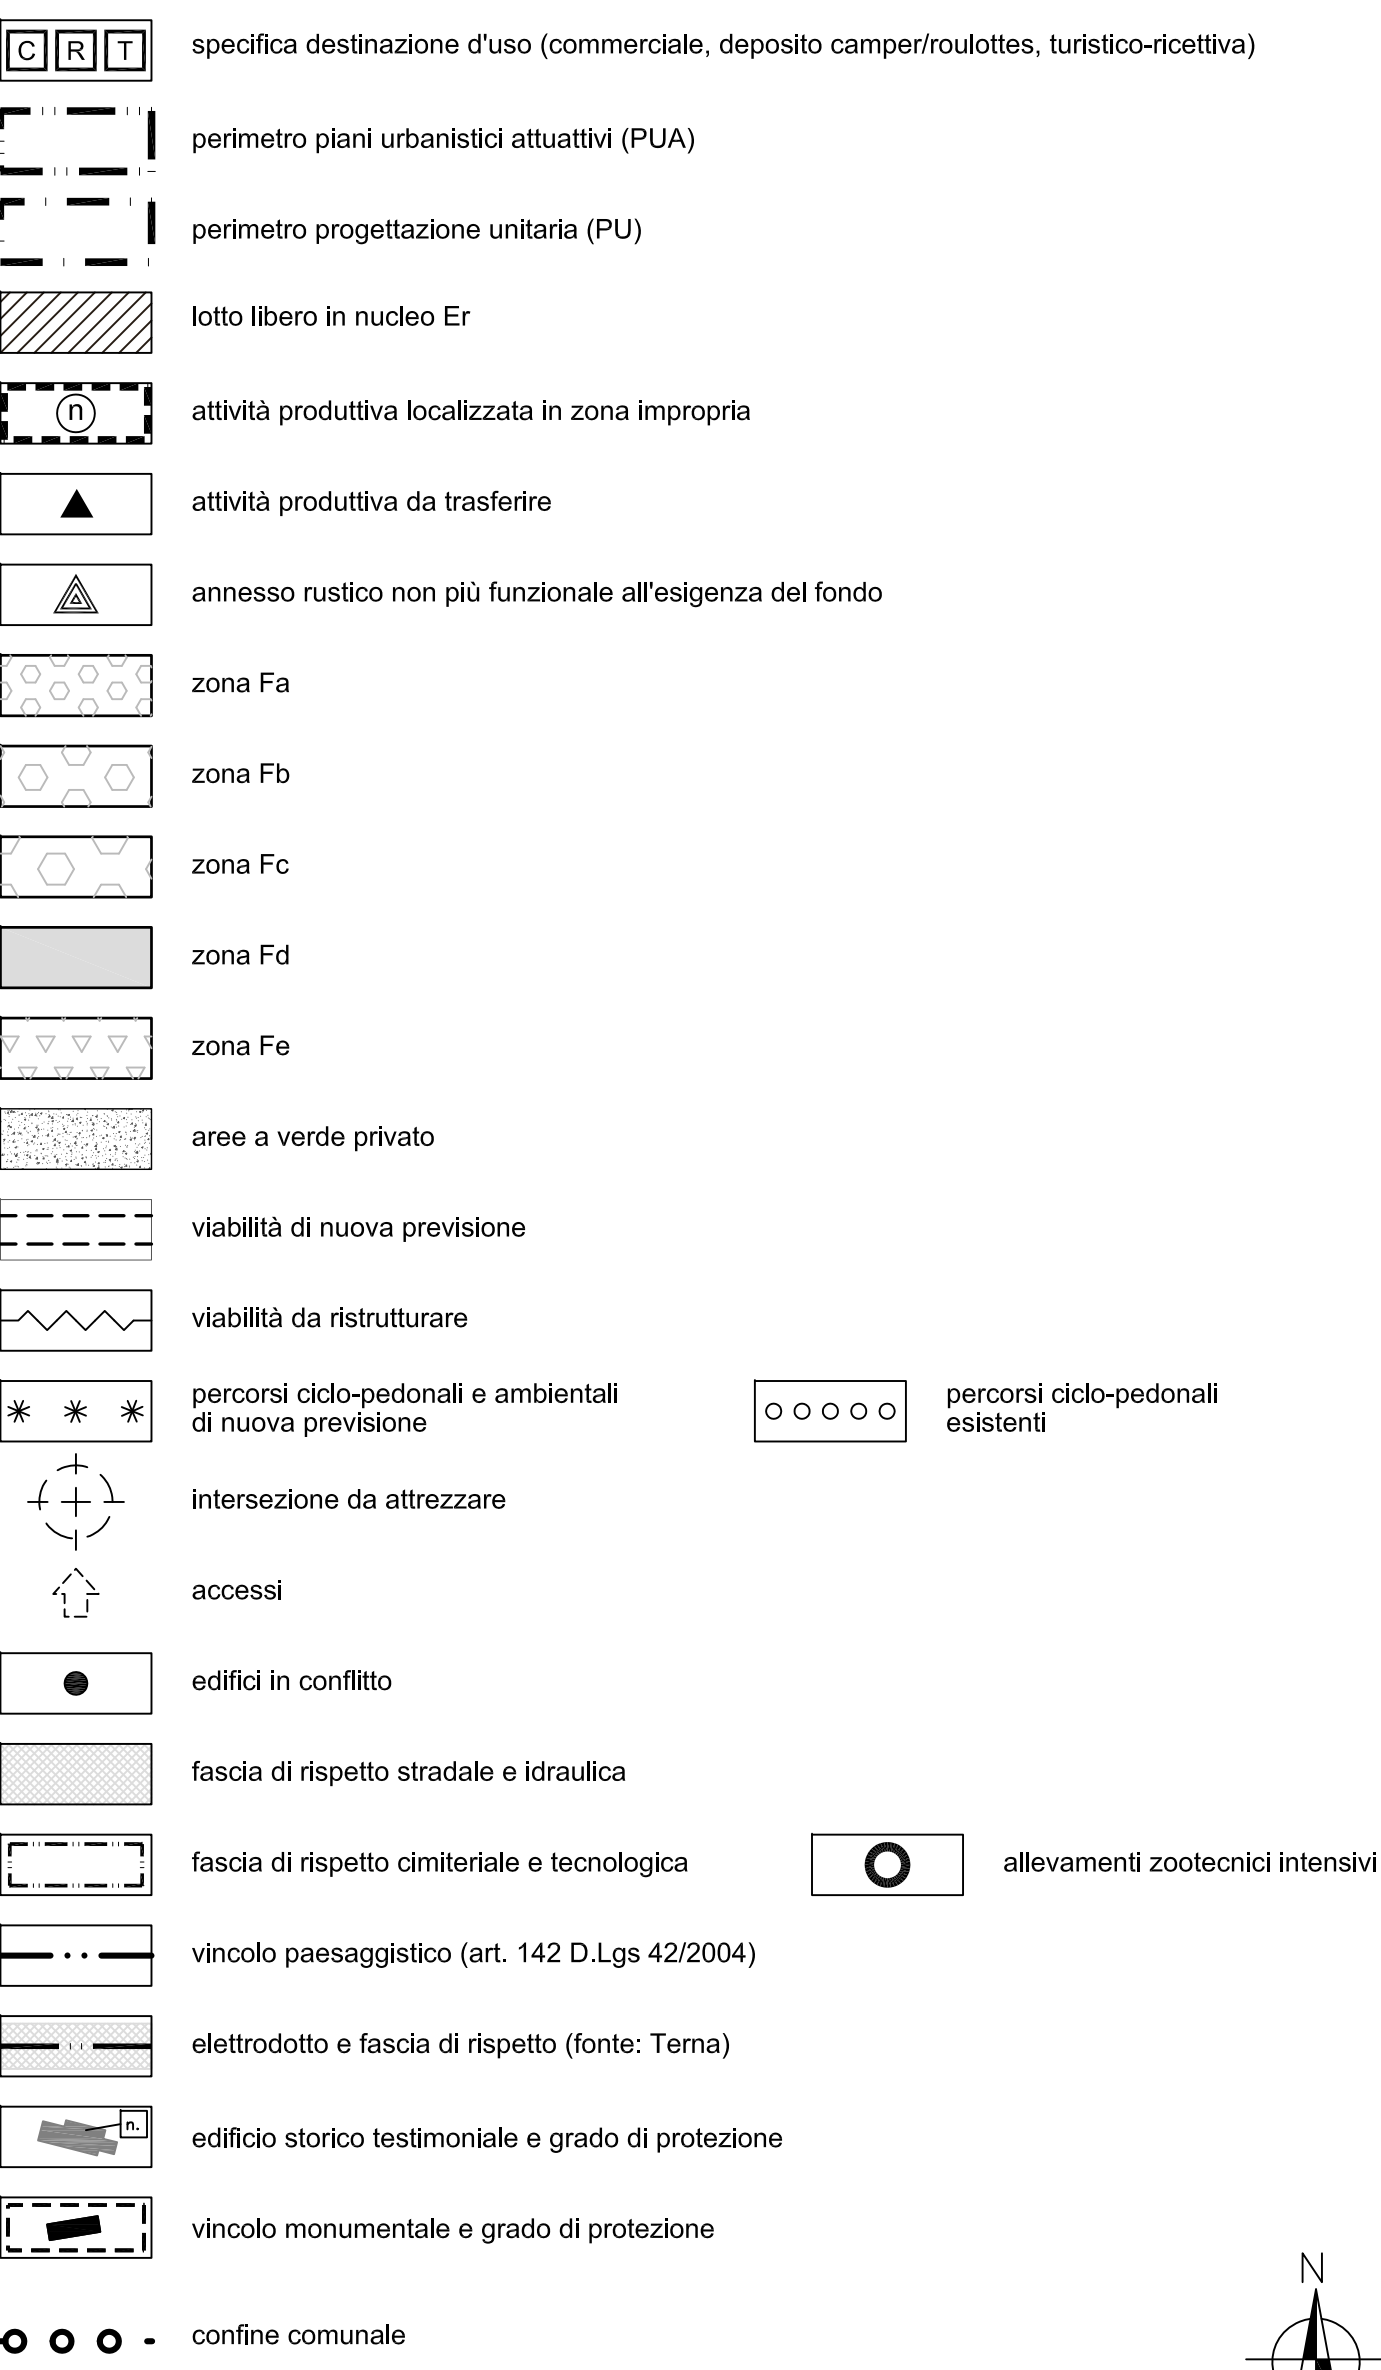 C R T specifica destinazione d'uso (commerciale, deposito camper/roulottes, turistico-ricettiva)
perimetro piani urbanistici attuattivi (PUA)
perimetro progettazione unitaria (PU)
lotto libero in nucleo Er
n attività produttiva localizzata in zona impropria
attività produttiva da trasferire
annesso rustico non più funzionale all'esigenza del fondo
zona Fa
zona Fb
zona Fc
zona Fd
zona Fe
aree a verde privato
viabilità di nuova previsione
viabilità da ristrutturare
percorsi ciclo-pedonali e ambientali
di nuova previsione
percorsi ciclo-pedonali
esistenti
intersezione da attrezzare
accessi
edifici in conflitto
fascia di rispetto stradale e idraulica
fascia di rispetto cimiteriale e tecnologica
allevamenti zootecnici intensivi
vincolo paesaggistico (art. 142 D.Lgs 42/2004)
elettrodotto e fascia di rispetto (fonte: Terna)
n. edificio storico testimoniale e grado di protezione
vincolo monumentale e grado di protezione
N
confine comunale